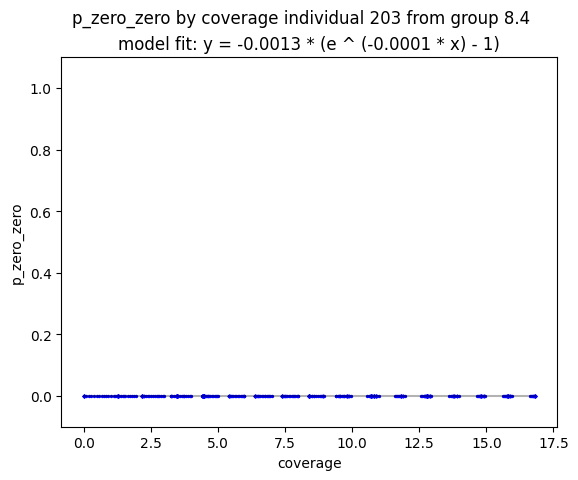 p_zero_zero by coverage individual 203 from group 8.4
model fit: y = -0.0013 * (e ^ (-0.0001 * x) - 1)
1.0
0.8
0.6
0.4
0.2
0.0
p_zero_zero
0.0 2.5 5.0 7.5 10.0 12.5 15.0 17.5
coverage